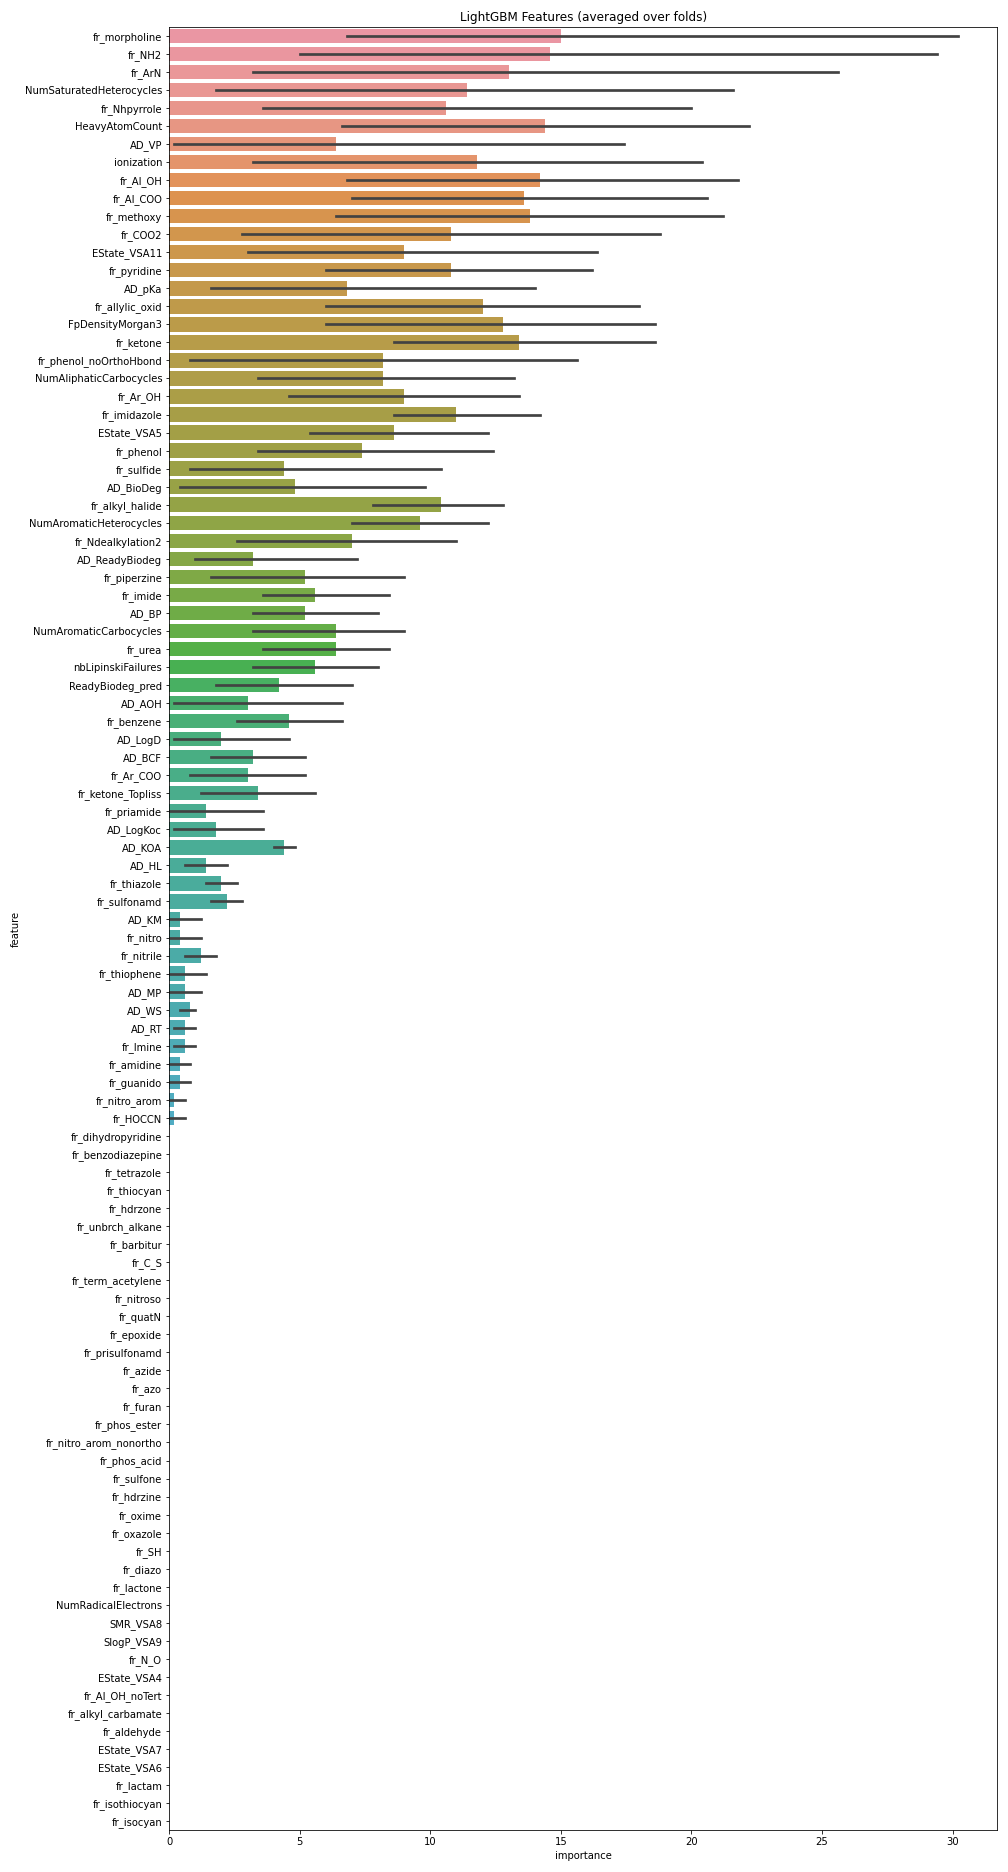 LightGBM Features (averaged over folds)
fr_morpholine
fr_NH2
fr_ArN
NumSaturatedHeterocycles
fr_Nhpyrrole
HeavyAtomCount
AD_VP
ionization
fr_Al_OH
fr_Al_COO
fr_methoxy
fr_COO2
EState_VSA11
fr_pyridine
AD_pKa
fr_allylic_oxid
FpDensityMorgan3
fr_ketone
fr_phenol_noOrthoHbond
NumAliphaticCarbocycles
fr_Ar_OH
fr_imidazole
EState_VSA5
fr_phenol
fr_sulfide
AD_BioDeg
fr_alkyl_halide
NumAromaticHeterocycles
fr_Ndealkylation2
AD_ReadyBiodeg
fr_piperzine
fr_imide
AD_BP
NumAromaticCarbocycles
fr_urea
nbLipinskiFailures
ReadyBiodeg_pred
AD_AOH
fr_benzene
AD_LogD
AD_BCF
fr_Ar_COO
fr_ketone_Topliss
fr_priamide
AD_LogKoc
AD_KOA
AD_HL
fr_thiazole
fr_sulfonamd
AD_KM
fr_nitro
fr_nitrile
fr_thiophene
AD_MP
AD_WS
AD_RT
fr_Imine
fr_amidine
fr_guanido
fr_nitro_arom
fr_HOCCN
fr_dihydropyridine
fr_benzodiazepine
fr_tetrazole
fr_thiocyan
fr_hdrzone
fr_unbrch_alkane
fr_barbitur
fr_C_S
fr_term_acetylene
fr_nitroso
fr_quatN
fr_epoxide
fr_prisulfonamd
fr_azide
fr_azo
fr_furan
fr_phos_ester
fr_nitro_arom_nonortho
fr_phos_acid
fr_sulfone
fr_hdrzine
fr_oxime
fr_oxazole
fr_SH
fr_diazo
fr_lactone
NumRadicalElectrons
SMR_VSA8
SlogP_VSA9
fr_N_O
EState_VSA4
fr_Al_OH_noTert
fr_alkyl_carbamate
fr_aldehyde
EState_VSA7
EState_VSA6
fr_lactam
fr_isothiocyan
fr_isocyan
feature
0 5 10 15 20 25 30
importance